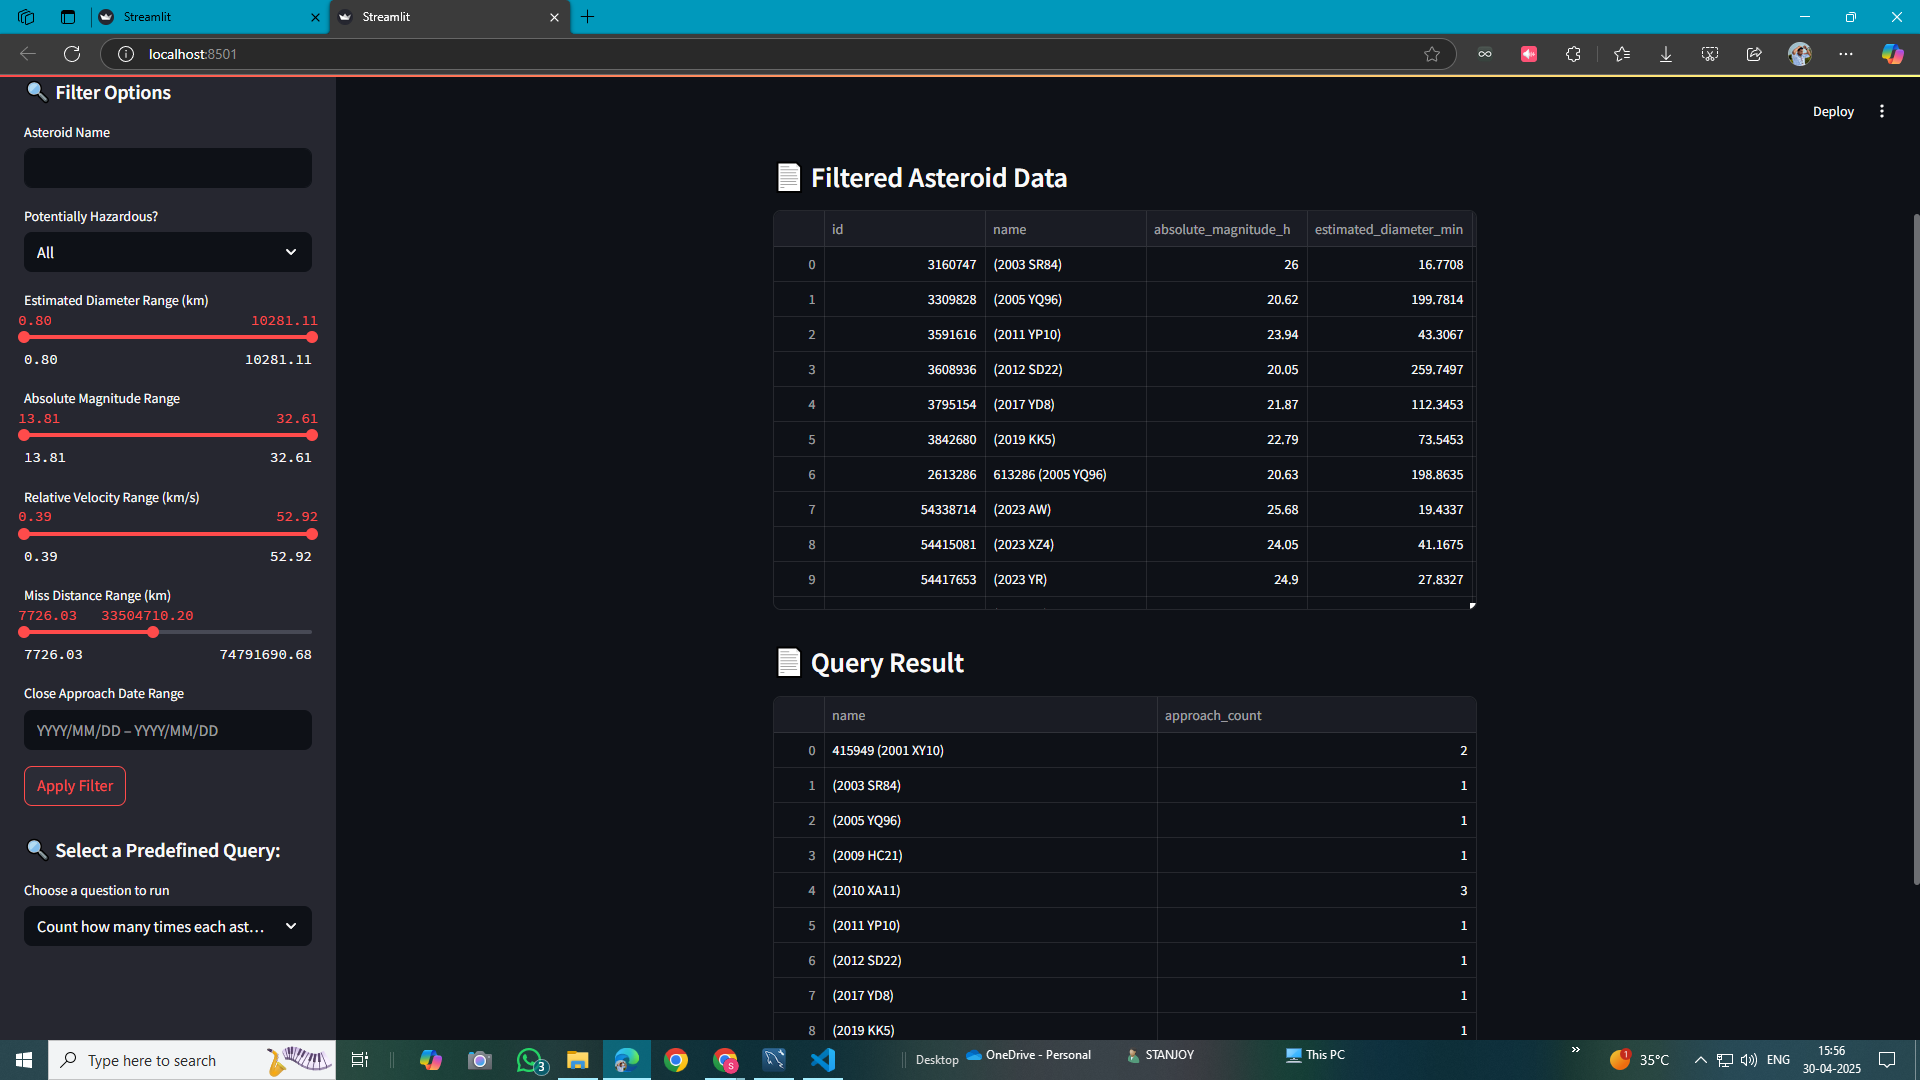 Streamlit
Streamlit
localhost:8501
Filter Options
Asteroid Name
Potentially Hazardous?
All
Estimated Diameter Range (km)
0.80 10281.11
0.80 10281.11
Absolute Magnitude Range
13.81 32.61
13.81 32.61
Relative Velocity Range (km/s)
0.39 52.92
0.39 52.92
Miss Distance Range (km)
7726.03 33504710.20
7726.03 74791690.68
Close Approach Date Range
YYYY/MM/DD – YYYY/MM/DD
Apply Filter
Select a Predefined Query:
Choose a question to run
Count how many times each ast...
Deploy
Filtered Asteroid Data
id name absolute_magnitude_h estimated_diameter_min
0 3160747 (2003 SR84) 26 16.7708
1 3309828 (2005 YQ96) 20.62 199.7814
2 3591616 (2011 YP10) 23.94 43.3067
3 3608936 (2012 SD22) 20.05 259.7497
4 3795154 (2017 YD8) 21.87 112.3453
5 3842680 (2019 KK5) 22.79 73.5453
6 2613286 613286 (2005 YQ96) 20.63 198.8635
7 54338714 (2023 AW) 25.68 19.4337
8 54415081 (2023 XZ4) 24.05 41.1675
9 54417653 (2023 YR) 24.9 27.8327
Query Result
name approach_count
0 415949 (2001 XY10) 2
1 (2003 SR84) 1
2 (2005 YQ96) 1
3 (2009 HC21) 1
4 (2010 XA11) 3
5 (2011 YP10) 1
6 (2012 SD22) 1
7 (2017 YD8) 1
8 (2019 KK5) 1
Type here to search
3
S
Desktop
OneDrive - Personal
STANJOY
This PC
»
1
35°C
ENG
15:56
30-04-2025